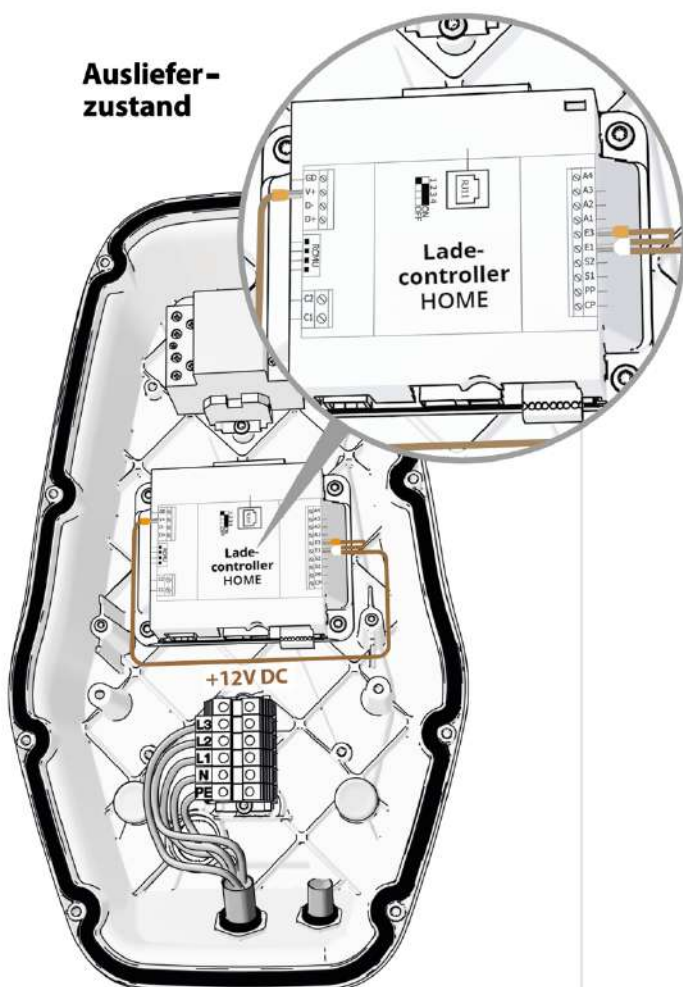 Ausliefer-
zustand
GD
V+
D-
D+
RCMU
C2
C1
1 2 3 4
ON
OFF
RJ11
Lade-
controller
HOME
A4
A3
A2
A1
E3
E1
S2
S1
PP
CP
Lade-
controller
HOME
+12V DC
L3
L2
L1
N
PE